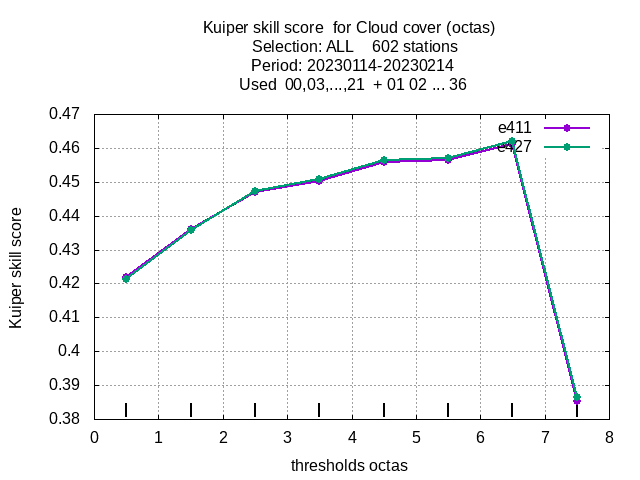 Kuiper skill score  for Cloud cover (octas)
Selection: ALL    602 stations
Period: 20230114-20230214
Used  00,03,...,21  + 01 02 ... 36
e411
e427
Kuiper skill score
0.47
0.46
0.45
0.44
0.43
0.42
0.41
0.4
0.39
0.38
0 1 2 3 4 5 6 7 8
thresholds octas